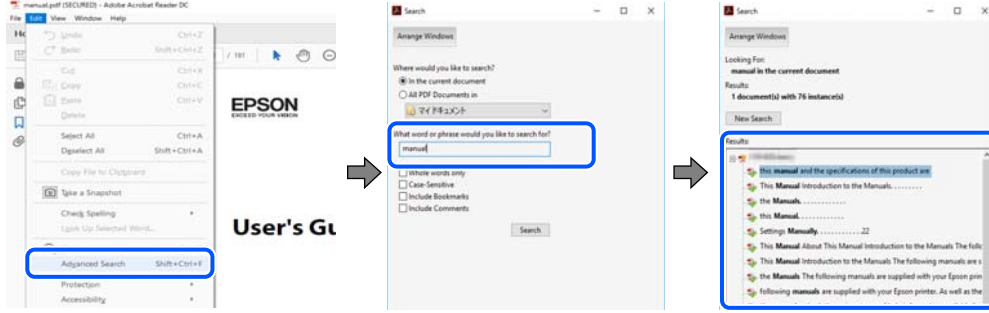 manual.pdf (SECURED) - Adobe Acrobat Reader DC
File Edit View Window Help
Undo Ctrl+Z
Redo Shift+Ctrl+Z
Cut Ctrl+X
Copy Ctrl+C
Paste Ctrl+V
Delete
Select All Ctrl+A
Deselect All Shift+Ctrl+A
Copy File to Clipboard
Take a Snapshot
Check Spelling
Look Up Selected Word...
Advanced Search Shift+Ctrl+F
Protection
Accessibility
/ 191
EPSON
EXCEED YOUR VISION
User's Gu
Search
Arrange Windows
Where would you like to search?
In the current document
All PDF Documents in
マイ ドキュメント
What word or phrase would you like to search for?
manual
Whole words only
Case-Sensitive
Include Bookmarks
Include Comments
Search
Search
Arrange Windows
Looking For:
manual in the current document
Results:
1 document(s) with 76 instance(s)
New Search
Results:
this manual and the specifications of this product are
This Manual Introduction to the Manuals. . . . . . . . .
the Manuals. . . . . . . . . . . . .
this Manual. . . . . . . . . . . . .
Settings Manually. . . . . . . . . . . .22
This Manual About This Manual Introduction to the Manuals The follo
This Manual Introduction to the Manuals The following manuals are s
the Manuals The following manuals are supplied with your Epson prin
following manuals are supplied with your Epson printer. As well as the